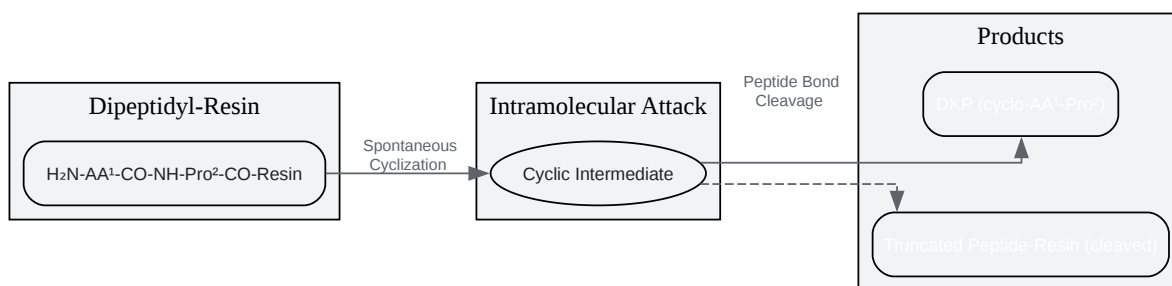 Products
Dipeptidyl-Resin
Intramolecular Attack
Peptide Bond
Cleavage
DKP (cyclo-AA¹-Pro²)
Spontaneous
Cyclization
H₂N-AA¹-CO-NH-Pro²-CO-Resin
Cyclic Intermediate
Truncated Peptide-Resin (cleaved)